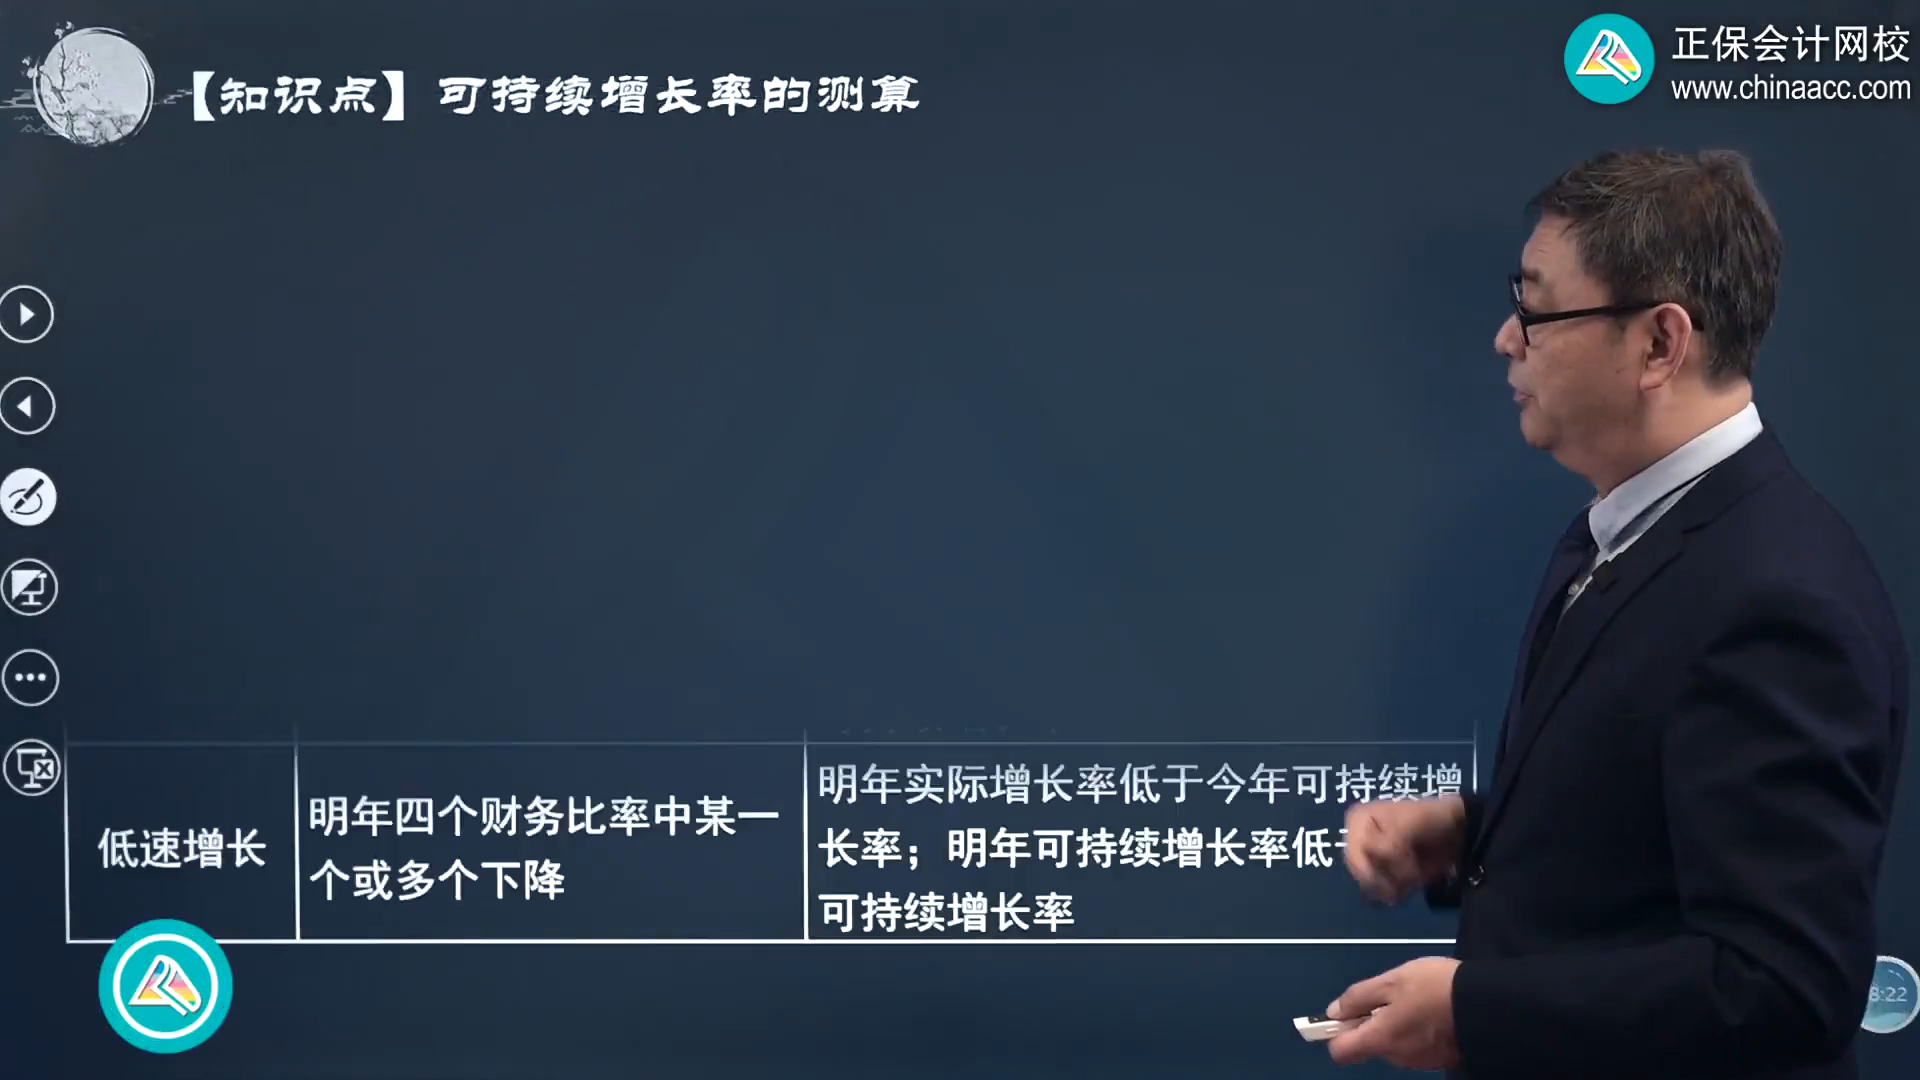 正保会计网校
www.chinaacc.com
【知识点】可持续增长率的测算
低速增长
明年四个财务比率中某一
个或多个下降
明年实际增长率低于今年可持续增
长率；明年可持续增长率低
可持续增长率
8:22